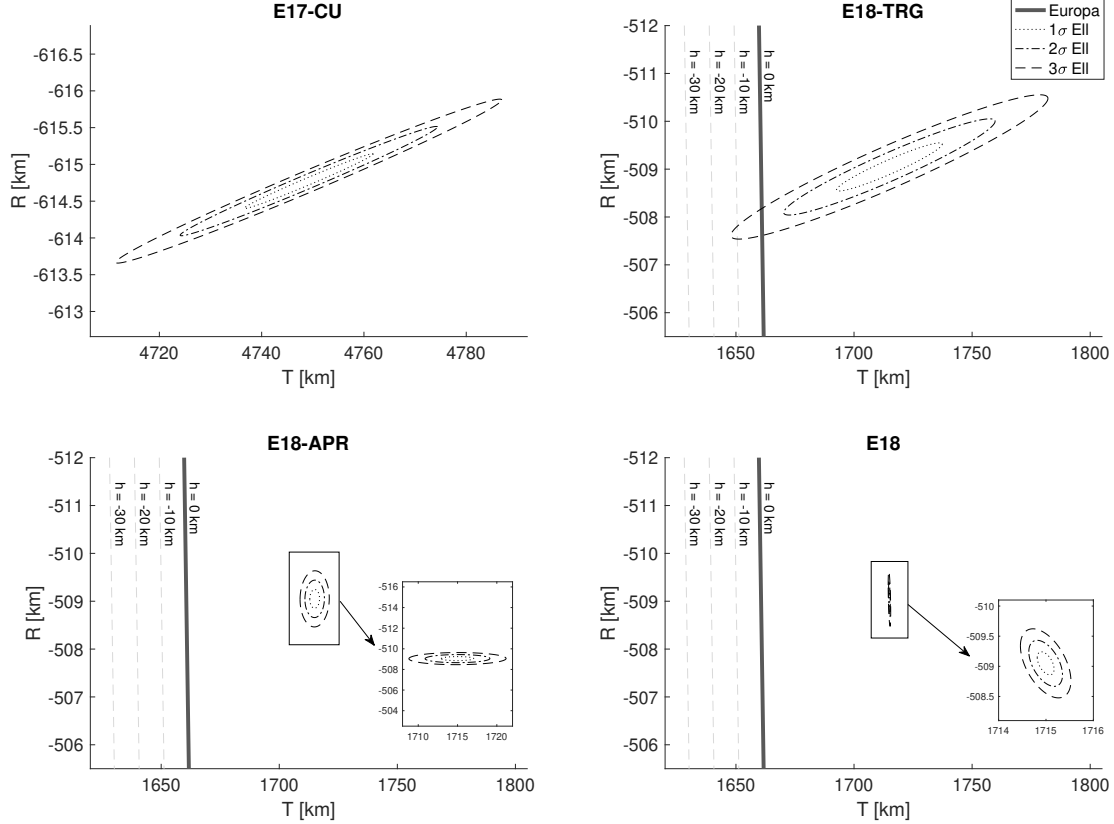 E17-CU
-616.5
-616
-615.5
-615
-614.5
-614
-613.5
-613
R [km]
4720
4740
4760
4780
T [km]
E18-TRG
-512
-511
-510
-509
-508
-507
-506
R [km]
h = -30 km
h = -20 km
h = -10 km
h = 0 km
1650
1700
1750
1800
T [km]
Europa
1σ Ell
2σ Ell
3σ Ell
E18-APR
-512
-511
-510
-509
-508
-507
-506
R [km]
h = -30 km
h = -20 km
h = -10 km
h = 0 km
-516
-514
-512
-510
-508
-506
-504
1710
1715
1720
1650
1700
1750
1800
T [km]
E18
-512
-511
-510
-509
-508
-507
-506
R [km]
h = -30 km
h = -20 km
h = -10 km
h = 0 km
-510
-509.5
-509
-508.5
1714
1715
1716
1650
1700
1750
1800
T [km]